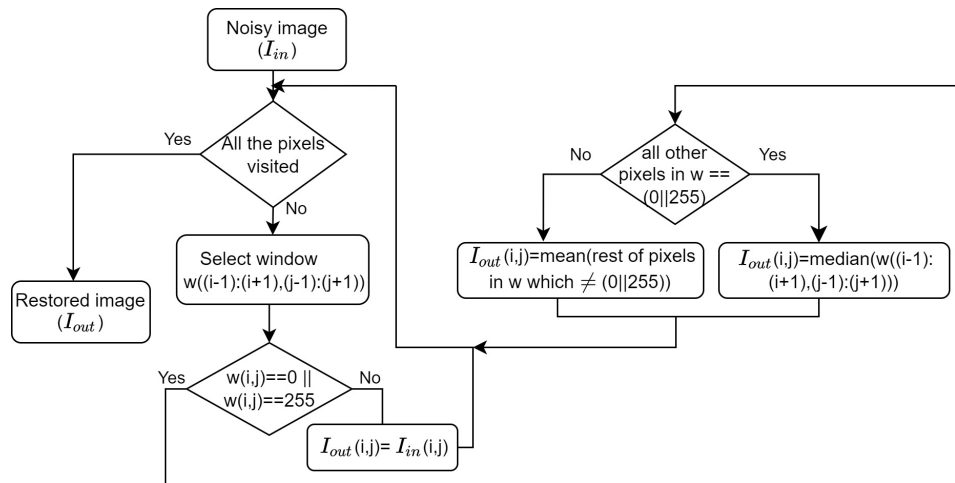 Noisy image
(I_in)
Yes
All the pixels
visited
No
Select window
w((i-1):(i+1),(j-1):(j+1))
Restored image
(I_out)
Yes
w(i,j)==0 ||
w(i,j)==255
No
I_out(i,j)= I_in(i,j)
No
all other
pixels in w ==
(0||255)
Yes
I_out(i,j)=mean(rest of pixels
in w which ≠ (0||255))
I_out(i,j)=median(w((i-1):
(i+1),(j-1):(j+1)))